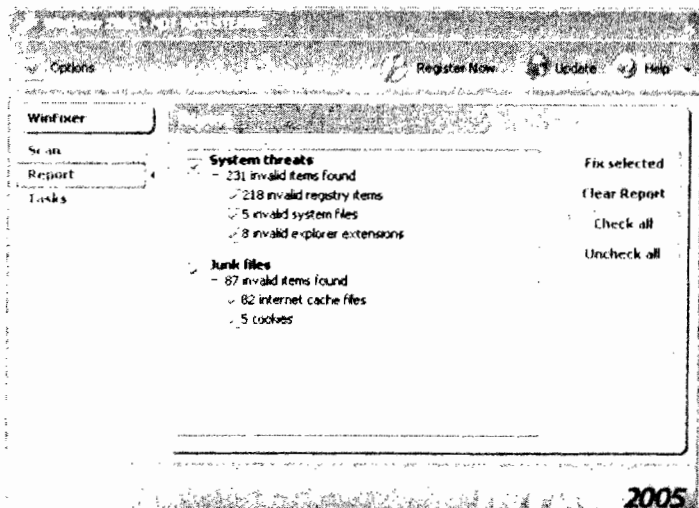 Options
Register Now
Update
Help
WinFixer
Scan
Report
Tasks
System threats
- 231 invalid items found
218 invalid registry items
5 invalid system files
8 invalid explorer extensions
Junk files
- 87 invalid items found
82 internet cache files
5 cookies
Fix selected
Clear Report
Check all
Uncheck all
2005